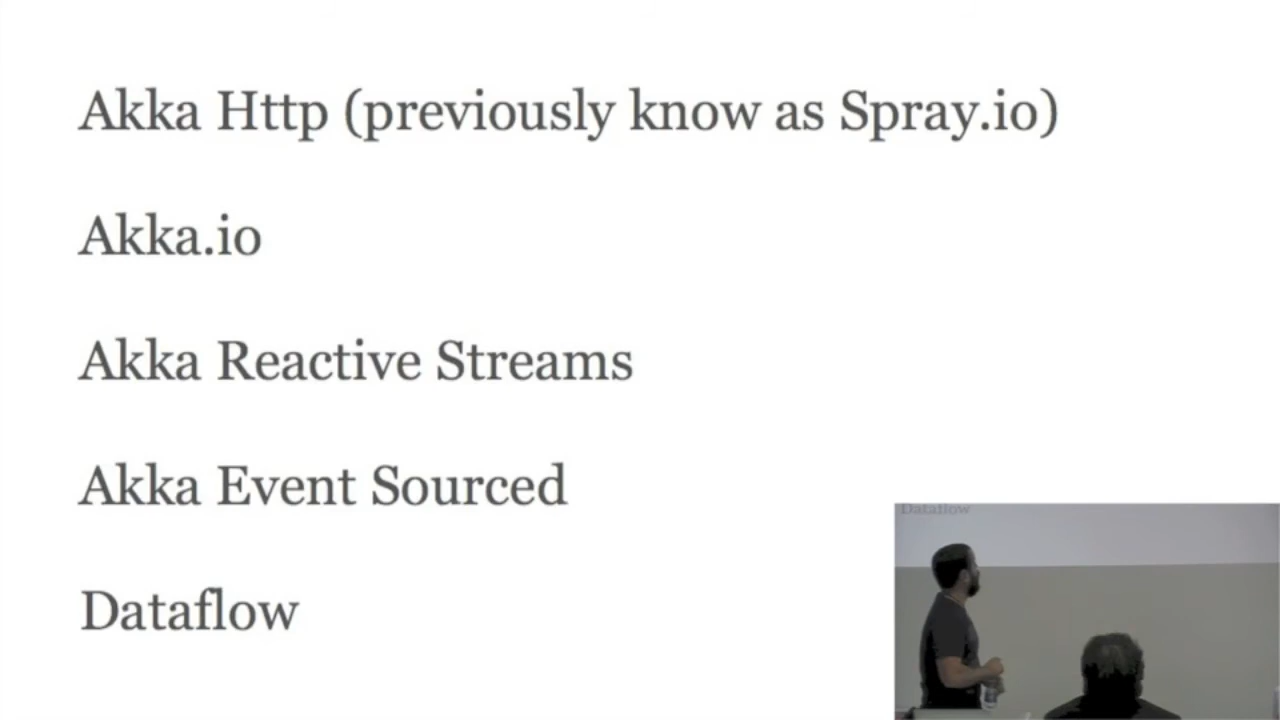 Akka Http (previously know as Spray.io)
Akka.io
Akka Reactive Streams
Akka Event Sourced
Dataflow
Dataflow